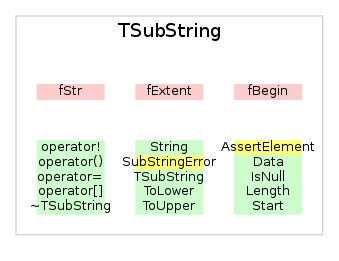 TSubString
fStr fExtent fBegin
operator! String AssertElement
operator() SubStringError Data
operator= TSubString IsNull
operator[] ToLower Length
~TSubString ToUpper Start